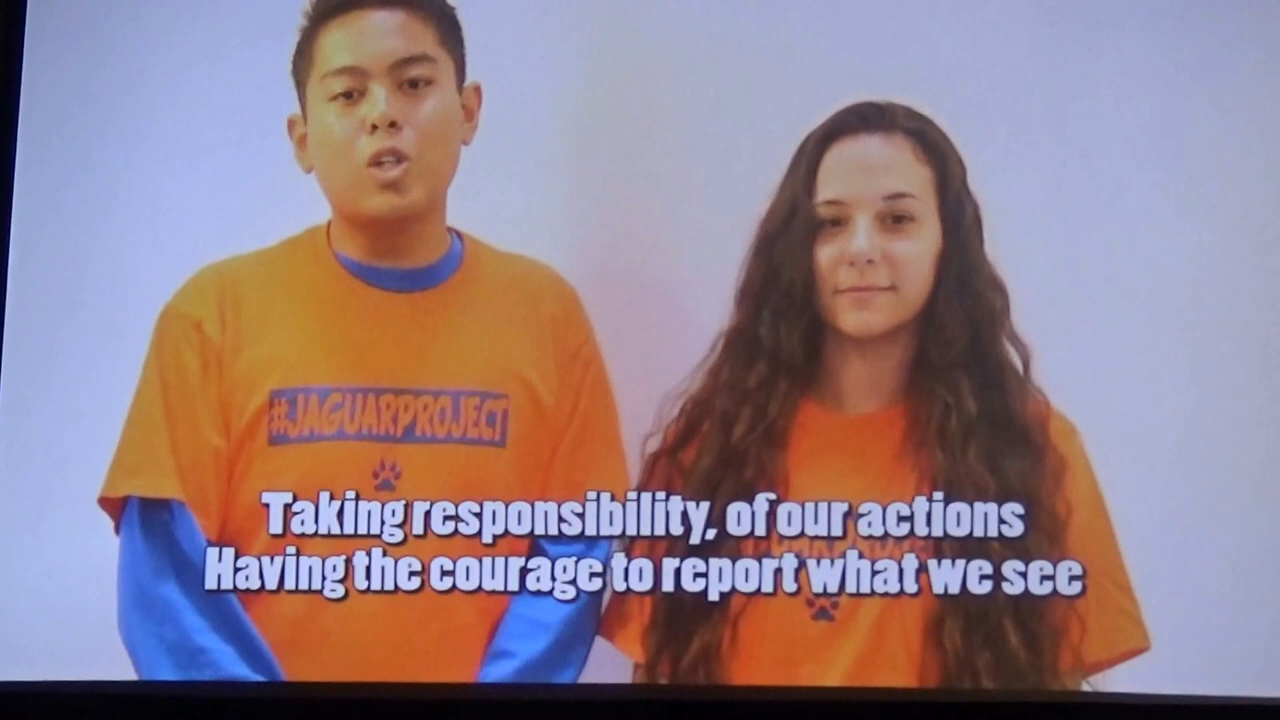 #JAGUARPROJECT
Taking responsibility, of our actions
Having the courage to report what we see